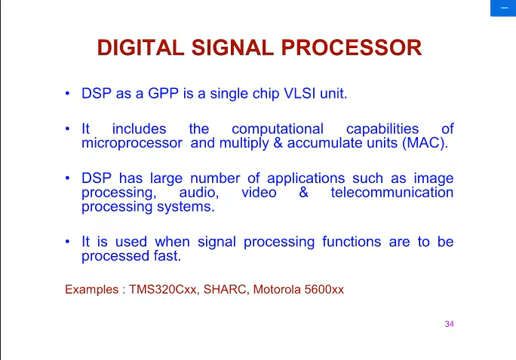 DIGITAL SIGNAL PROCESSOR
• DSP as a GPP is a single chip VLSI unit.
• It includes the computational capabilities of
microprocessor and multiply & accumulate units (MAC).
• DSP has large number of applications such as image
processing, audio, video & telecommunication
processing systems.
• It is used when signal processing functions are to be
processed fast.
Examples : TMS320Cxx, SHARC, Motorola 5600xx
34